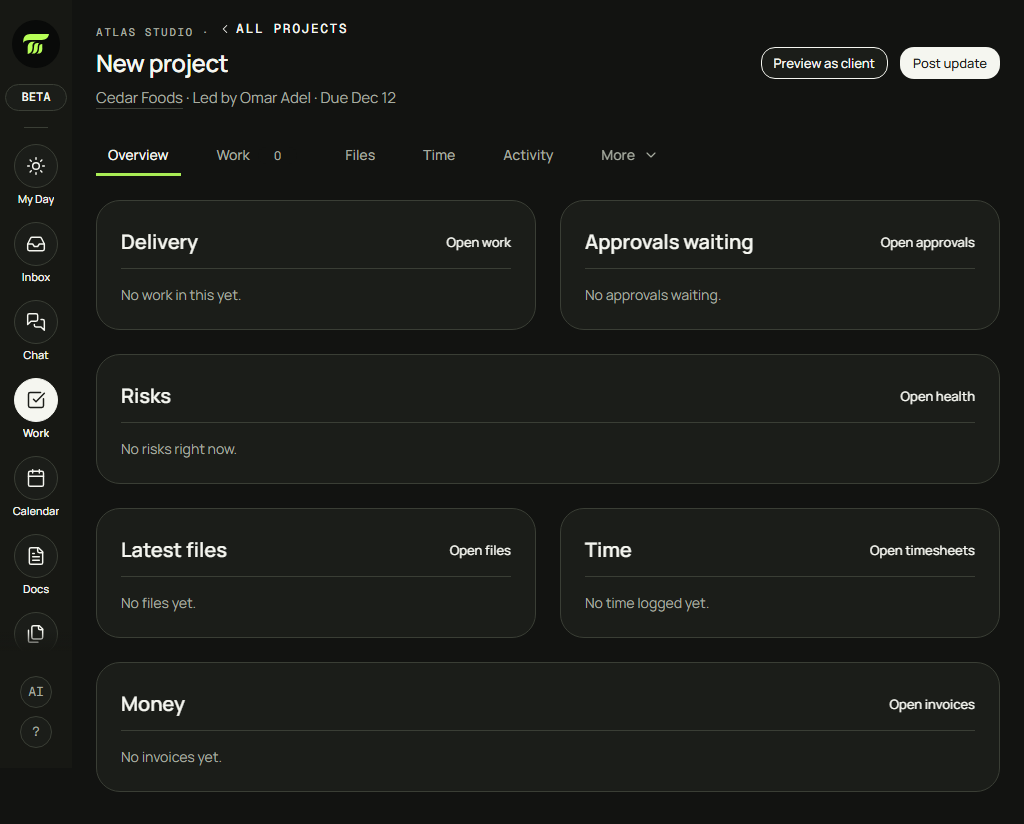 ATLAS STUDIO · ALL PROJECTS
New project
Cedar Foods · Led by Omar Adel · Due Dec 12
Preview as client
Post update
BETA
My Day
Inbox
Chat
Work
Calendar
Docs
AI
?
Overview Work 0 Files Time Activity More
Delivery Open work
No work in this yet.
Approvals waiting Open approvals
No approvals waiting.
Risks Open health
No risks right now.
Latest files Open files
No files yet.
Time Open timesheets
No time logged yet.
Money Open invoices
No invoices yet.